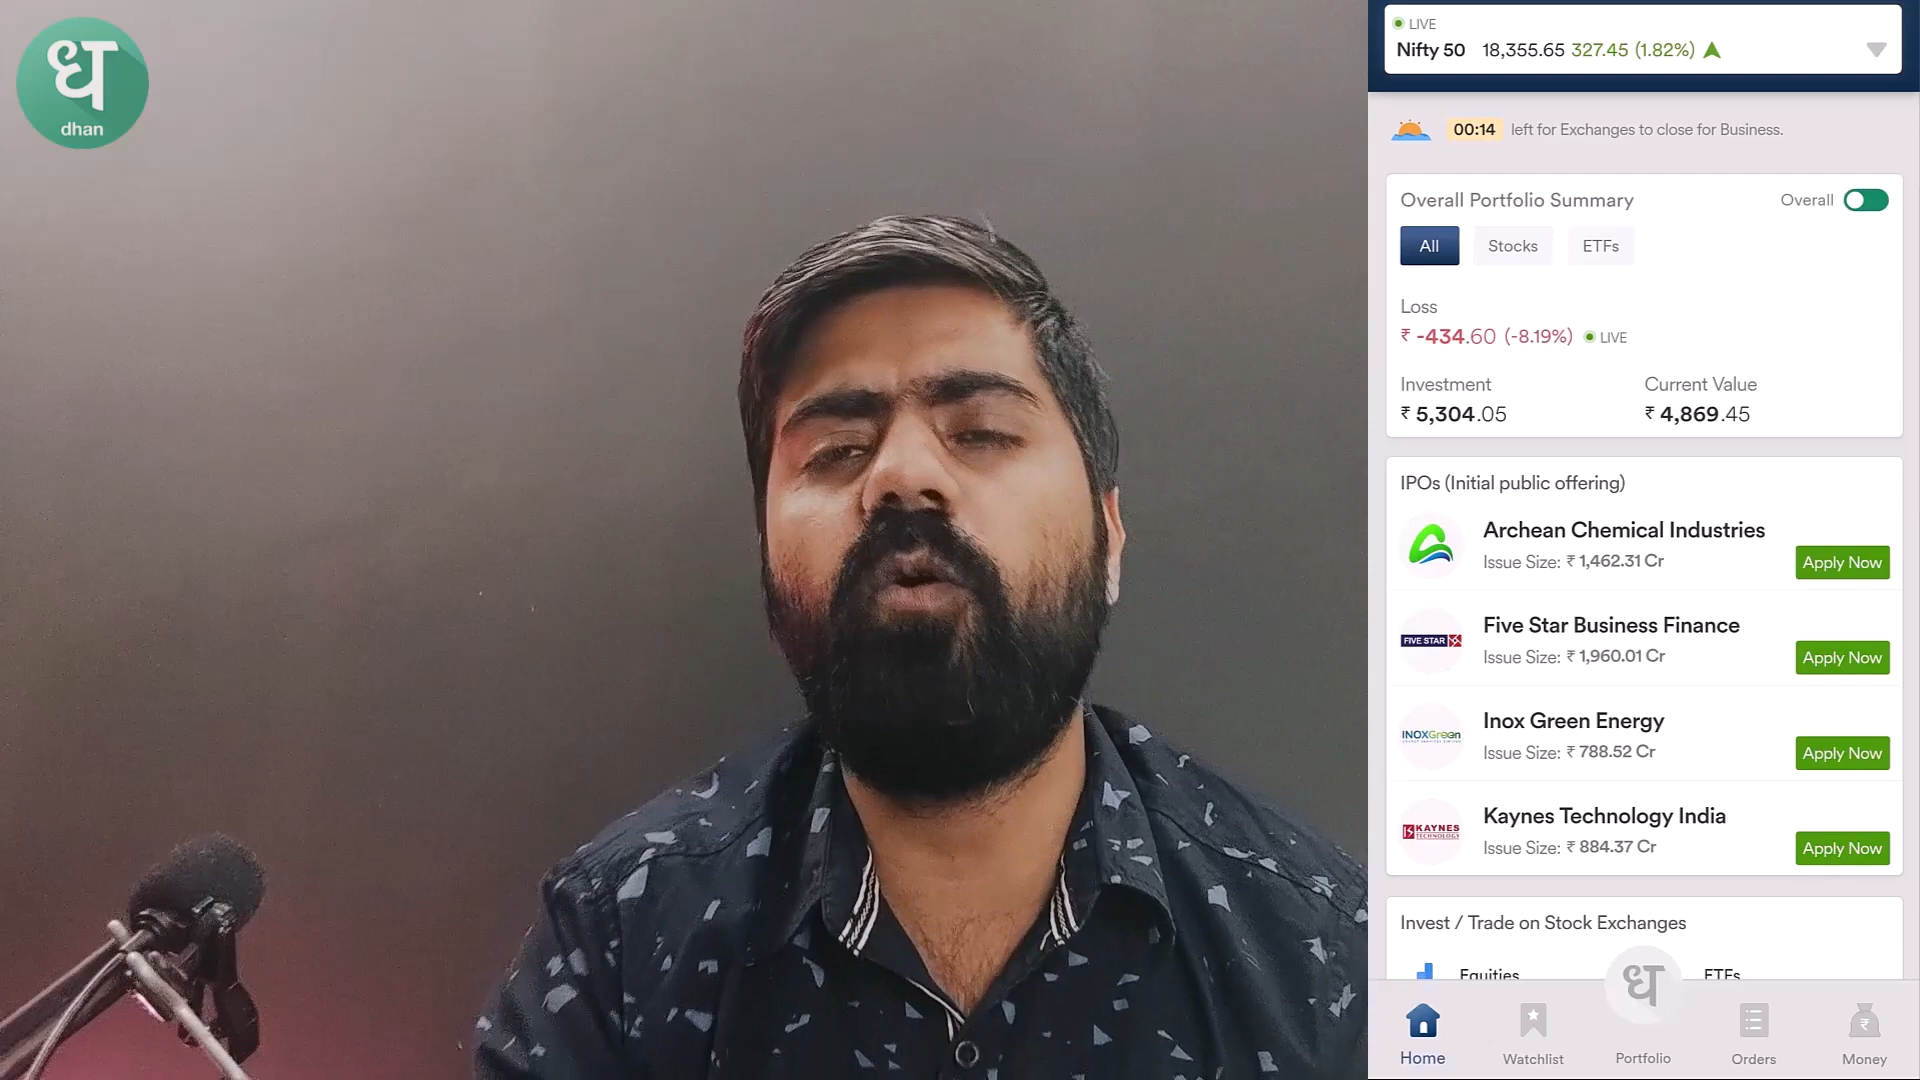 ध
dhan
LIVE
Nifty 50 18,355.65 327.45 (1.82%)
00:14 left for Exchanges to close for Business.
Overall Portfolio Summary Overall
All Stocks ETFs
Loss
₹ -434.60 (-8.19%) LIVE
Investment Current Value
₹ 5,304.05 ₹ 4,869.45
IPOs (Initial public offering)
Archean Chemical Industries
Issue Size: ₹ 1,462.31 Cr
Apply Now
FIVE STAR
Five Star Business Finance
Issue Size: ₹ 1,960.01 Cr
Apply Now
INOXGreen
Inox Green Energy
Issue Size: ₹ 788.52 Cr
Apply Now
KAYNES
TECHNOLOGY
Kaynes Technology India
Issue Size: ₹ 884.37 Cr
Apply Now
Invest / Trade on Stock Exchanges
Equities ETFs
ध
Home Watchlist Portfolio Orders Money